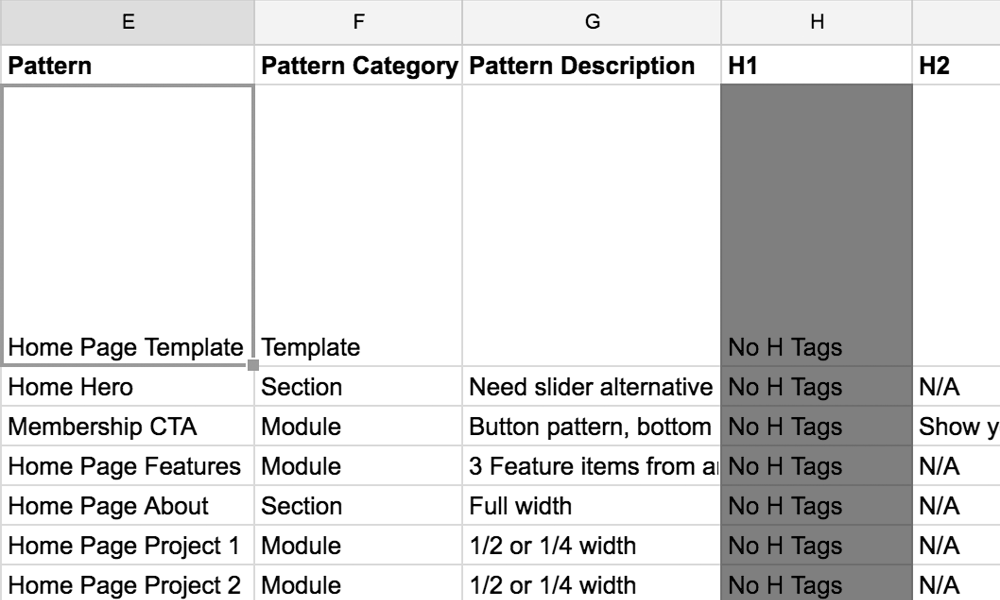 E F G H
Pattern Pattern Category Pattern Description H1 H2
Home Page Template Template No H Tags
Home Hero Section Need slider alternative No H Tags N/A
Membership CTA Module Button pattern, bottom No H Tags Show
Home Page Features Module 3 Feature items from No H Tags N/A
Home Page About Section Full width No H Tags N/A
Home Page Project 1 Module 1/2 or 1/4 width No H Tags N/A
Home Page Project 2 Module 1/2 or 1/4 width No H Tags N/A